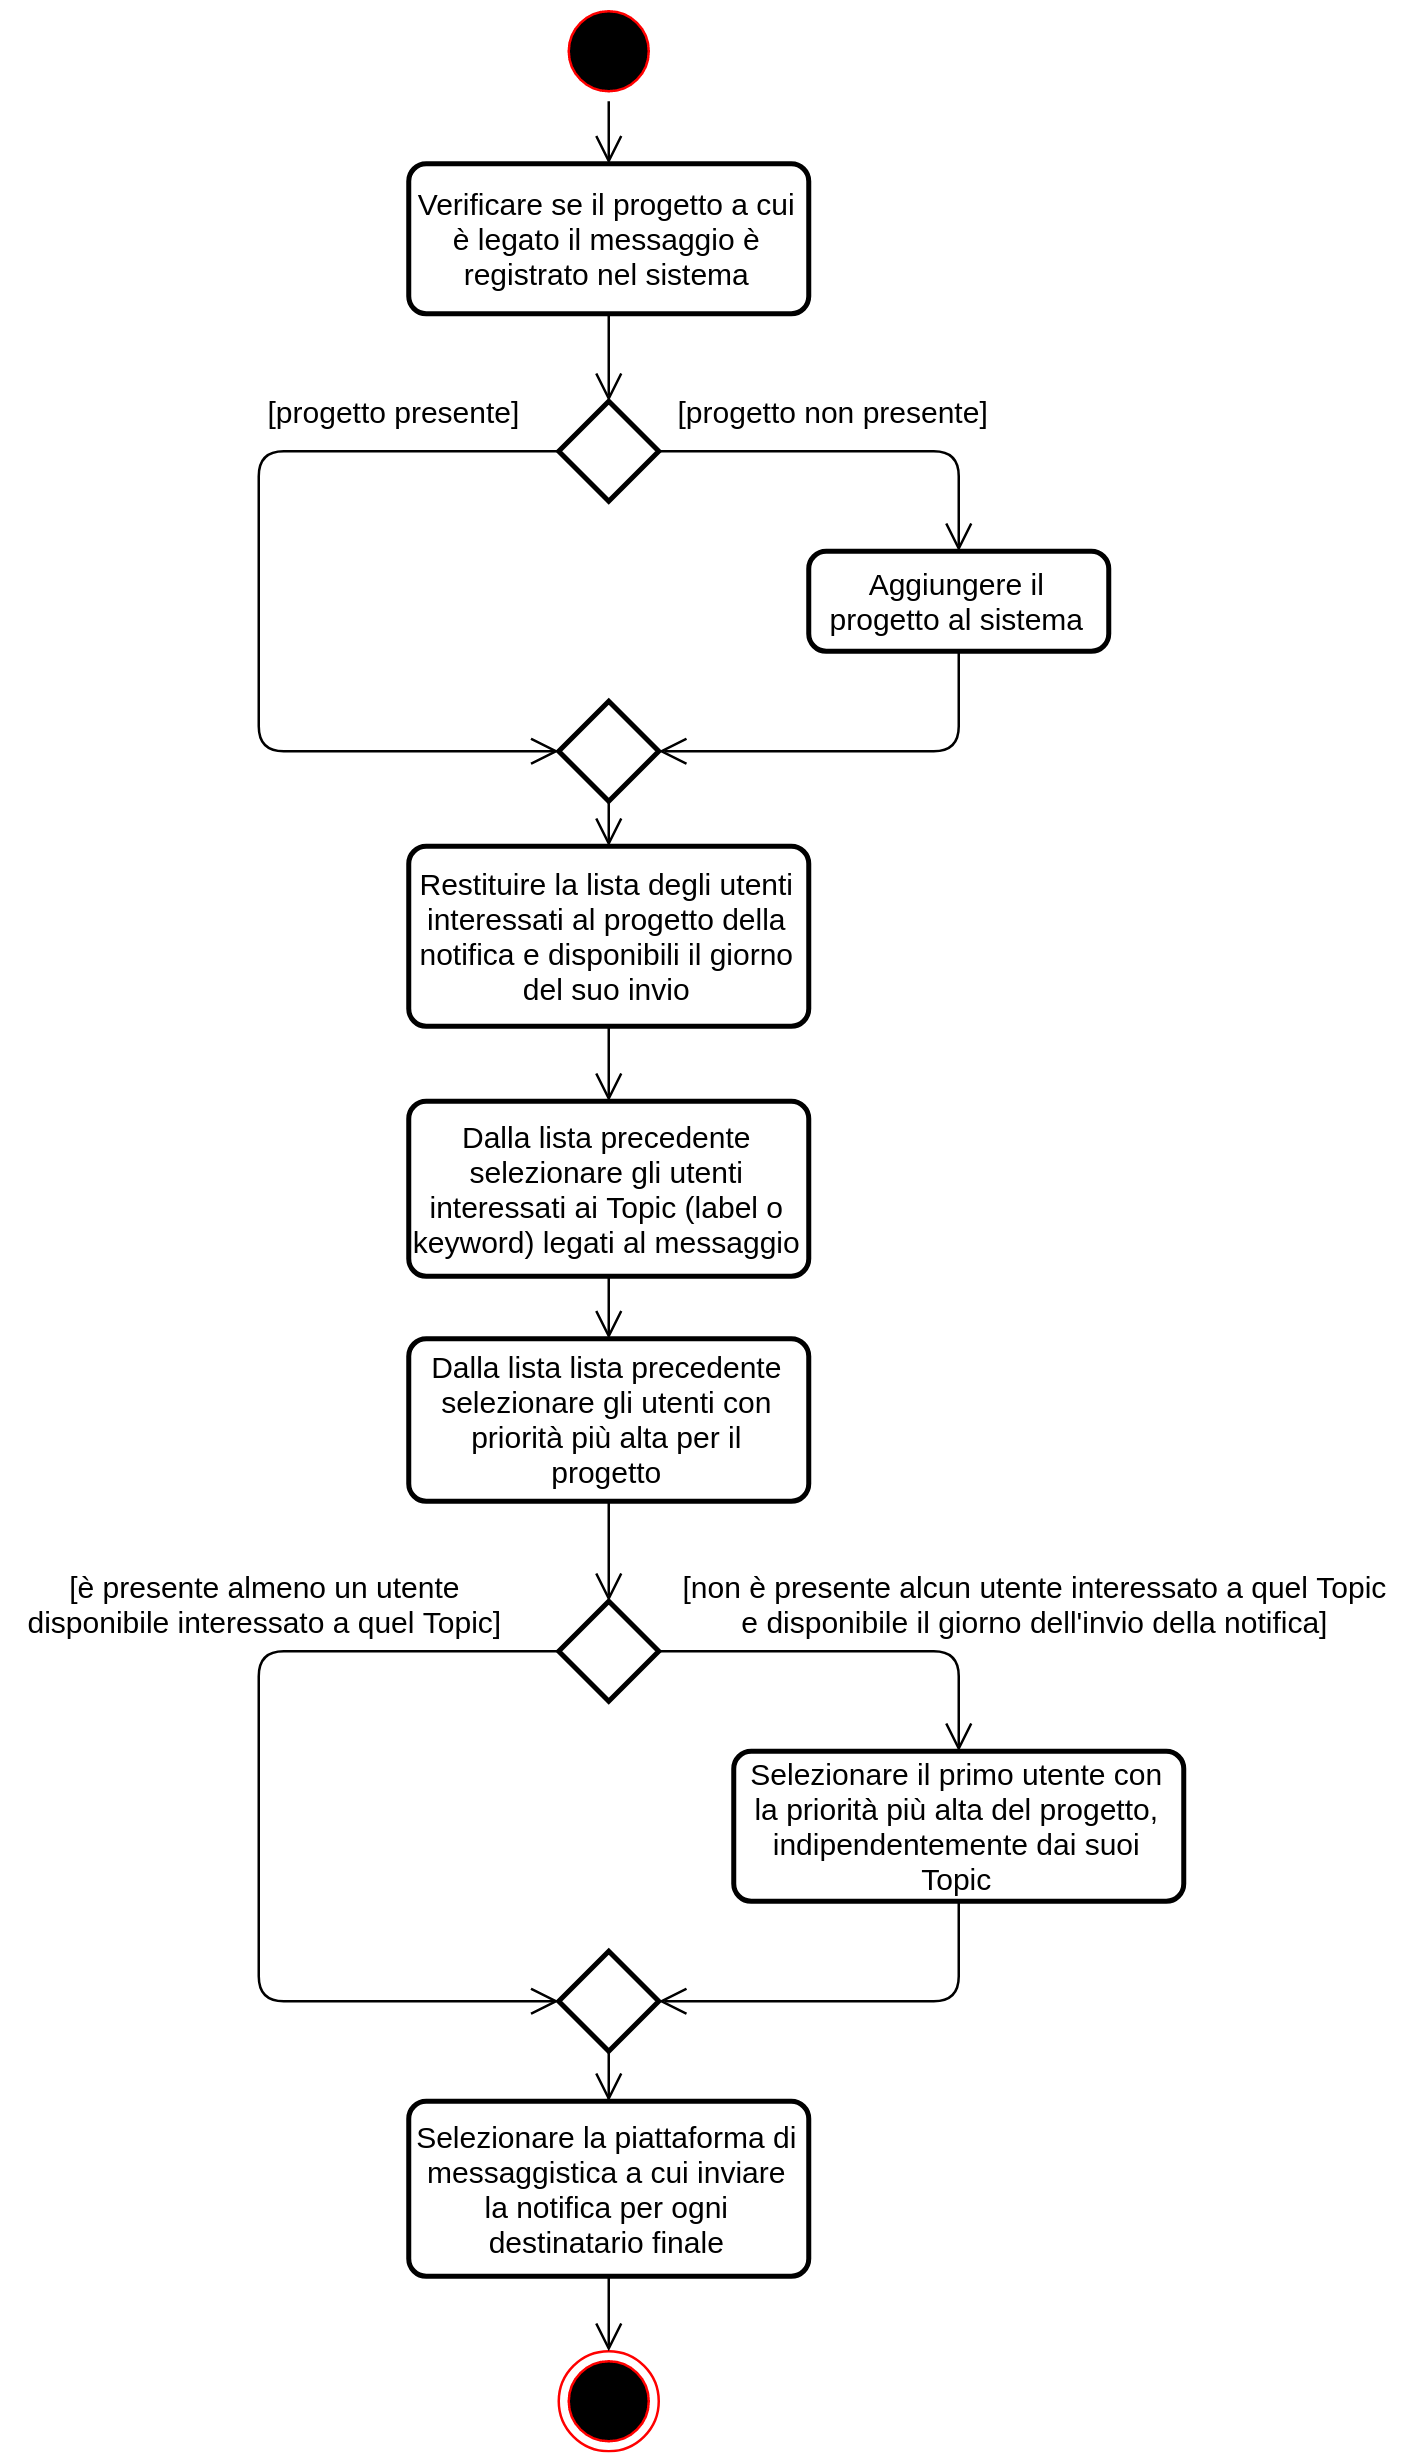 Verificare se il progetto a cui
è legato il messaggio è
registrato nel sistema
[progetto presente]
[progetto non presente]
Aggiungere il
progetto al sistema
Restituire la lista degli utenti
interessati al progetto della
notifica e disponibili il giorno
del suo invio
Dalla lista precedente
selezionare gli utenti
interessati ai Topic (label o
keyword) legati al messaggio
Dalla lista lista precedente
selezionare gli utenti con
priorità più alta per il
progetto
[è presente almeno un utente
disponibile interessato a quel Topic]
[non è presente alcun utente interessato a quel Topic
e disponibile il giorno dell'invio della notifica]
Selezionare il primo utente con
la priorità più alta del progetto,
indipendentemente dai suoi
Topic
Selezionare la piattaforma di
messaggistica a cui inviare
la notifica per ogni
destinatario finale